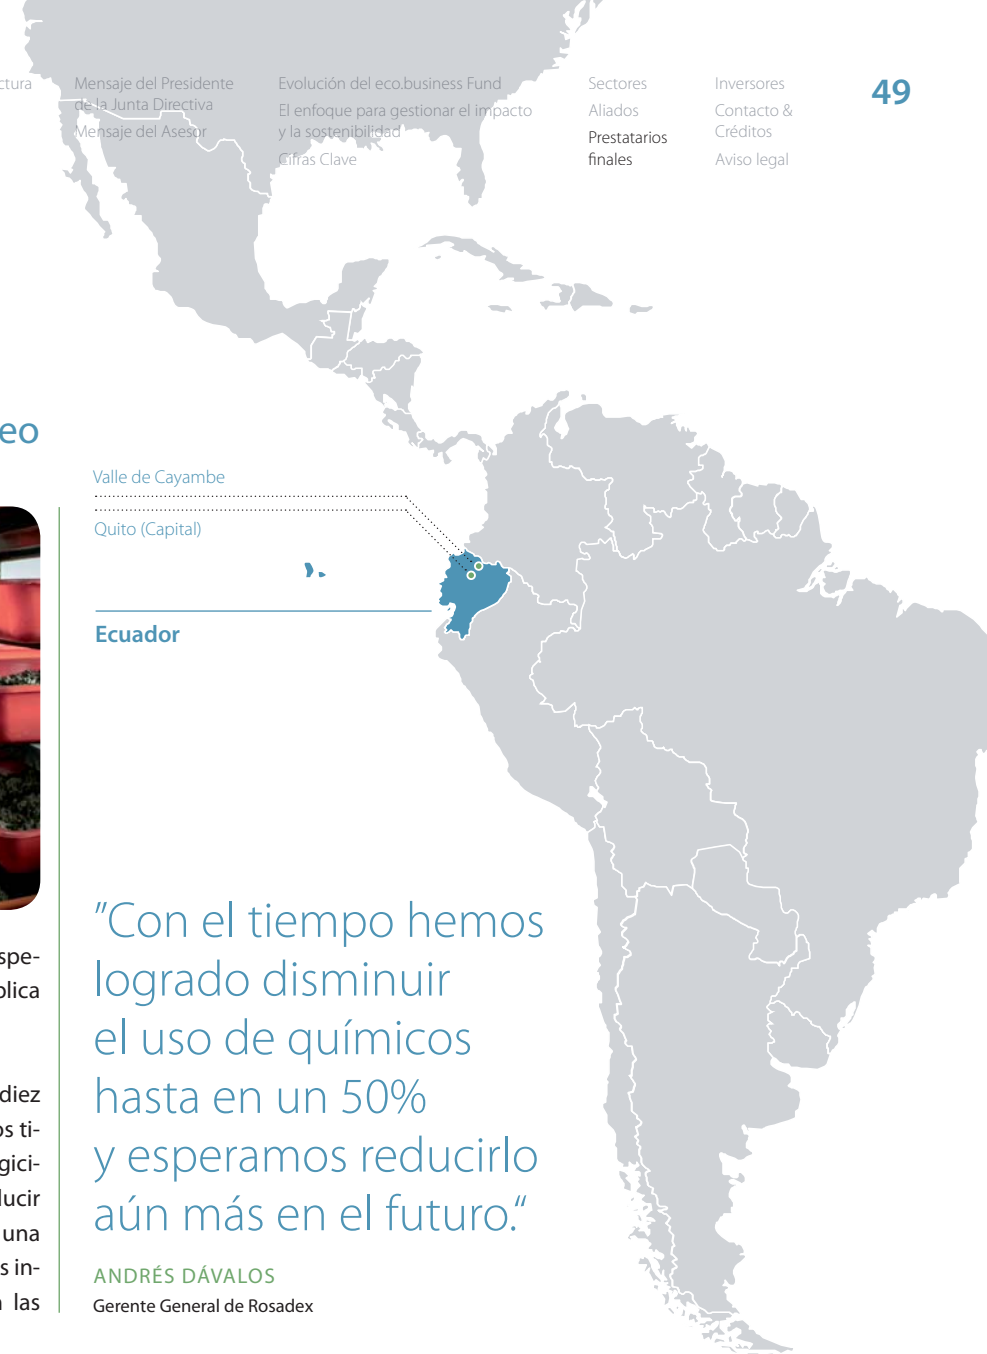 ctura
Mensaje del Presidente
de la Junta Directiva
Mensaje del Asesor
Evolución del eco.business Fund
El enfoque para gestionar el impacto
y la sostenibilidad
Cifras Clave
Sectores
Aliados
Prestatarios
finales
Inversores
Contacto &
Créditos
Aviso legal
49
eo
spe-
plica
diez
os ti-
gici-
lucir
una
s in-
las
Valle de Cayambe
Quito (Capital)
Ecuador
”Con el tiempo hemos
logrado disminuir
el uso de químicos
hasta en un 50%
y esperamos reducirlo
aún más en el futuro.“
ANDRÉS DÁVALOS
Gerente General de Rosadex